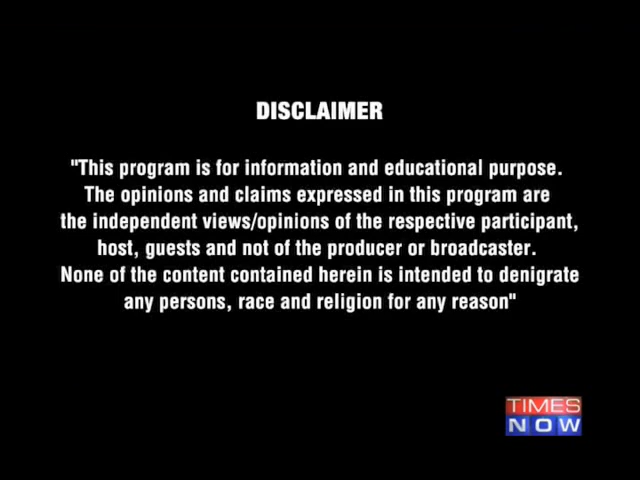 DISCLAIMER
"This program is for information and educational purpose.
The opinions and claims expressed in this program are
the independent views/opinions of the respective participant,
host, guests and not of the producer or broadcaster.
None of the content contained herein is intended to denigrate
any persons, race and religion for any reason"
TIMES
NOW